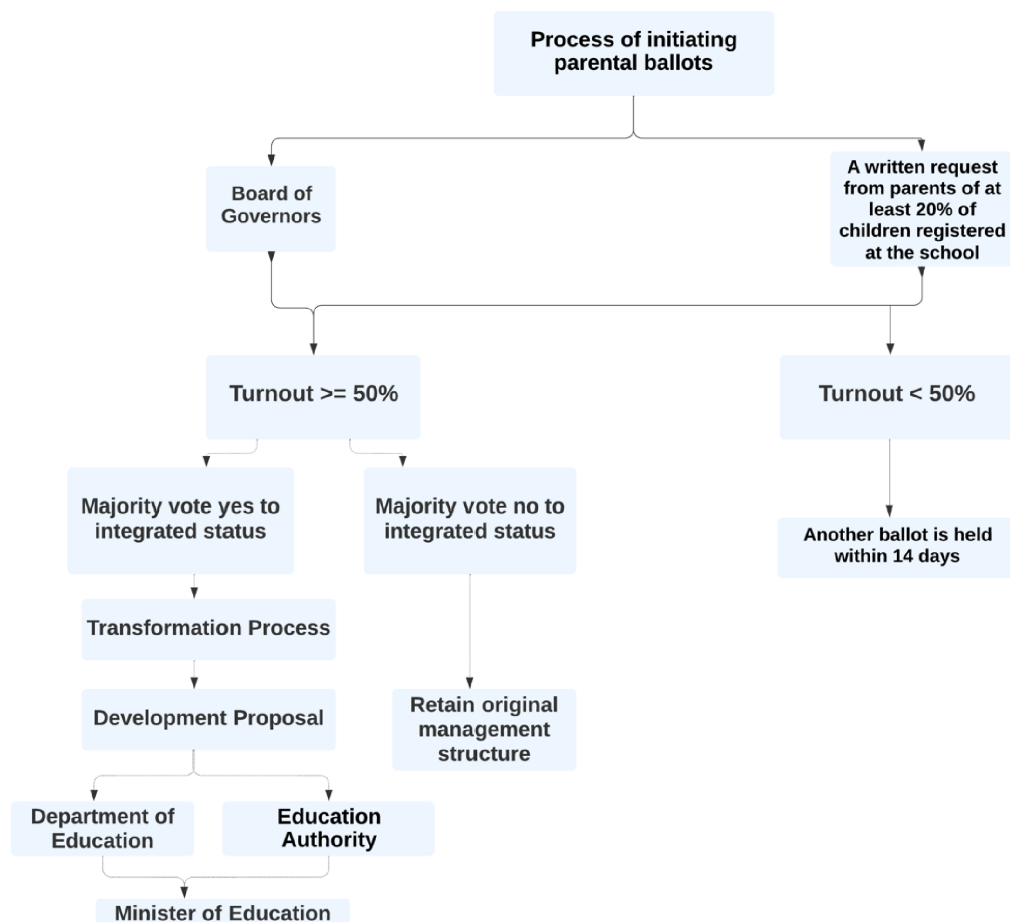 Process of initiating
parental ballots
Board of
Governors
A written request
from parents of at
least 20% of
children registered
at the school
Turnout >= 50%
Turnout < 50%
Majority vote yes to
integrated status
Majority vote no to
integrated status
Another ballot is held
within 14 days
Transformation Process
Development Proposal
Retain original
management
structure
Department of
Education
Education
Authority
Minister of Education